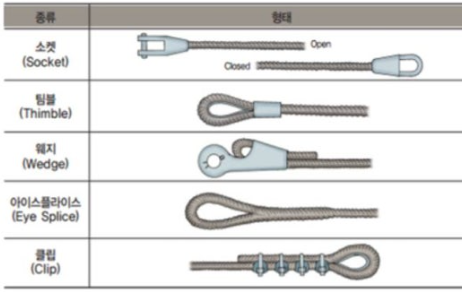 종류
형태
소켓
(Socket)
Open
Closed
팀블
(Thimble)
웨지
(Wedge)
아이스플라이스
(Eye Splice)
클립
(Clip)